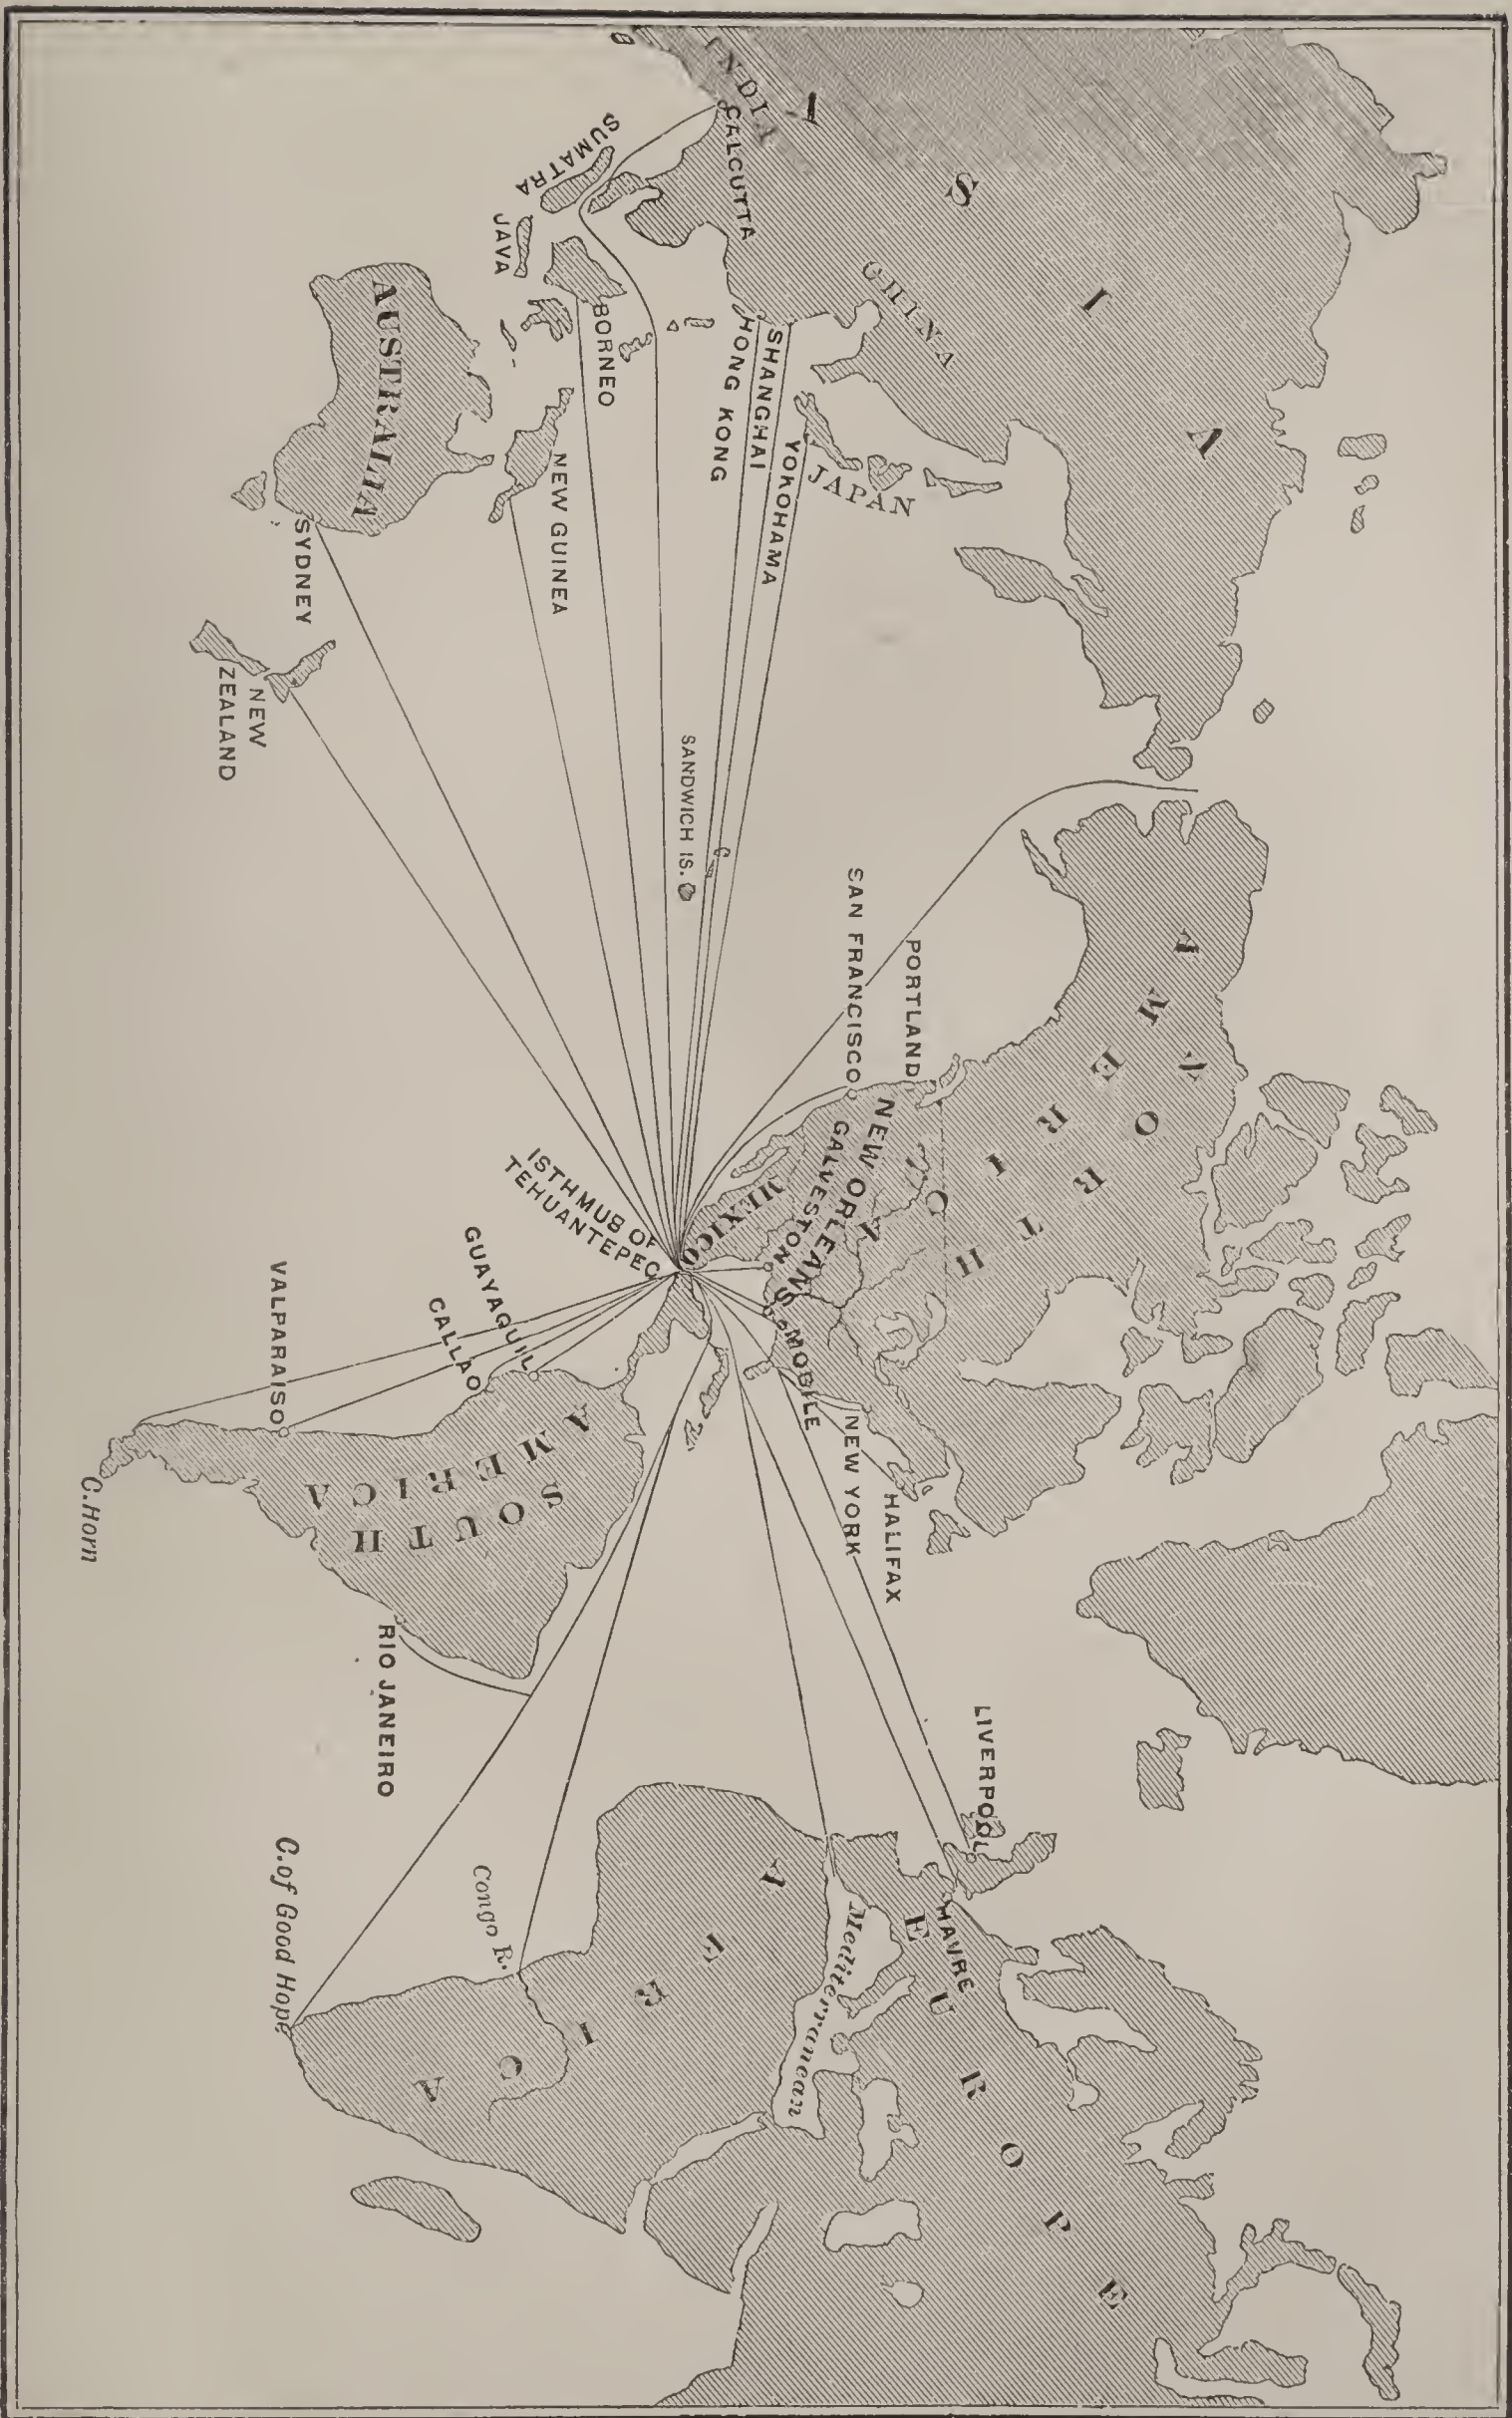 ASIA
INDIA
CALCUTTA
CHINA
SUMATRA
JAVA
BORNEO
HONG KONG
SHANGHAI
YOKOHAMA
JAPAN
AUSTRALIA
NEW GUINEA
SYDNEY
NEW
ZEALAND
SANDWICH IS.
NORTH
AMERICA
PORTLAND
SAN FRANCISCO
NEW ORLEANS
GALVESTON
MEXICO
MOBILE
NEW YORK
HALIFAX
ISTHMUS OF
TEHUANTEPEC
GUAYAQUIL
CALLAO
VALPARAISO
SOUTH
AMERICA
C. Horn
RIO JANEIRO
LIVERPOOL
HAVRE
EUROPE
Mediterranean
AFRICA
Congo R.
C. of Good Hope